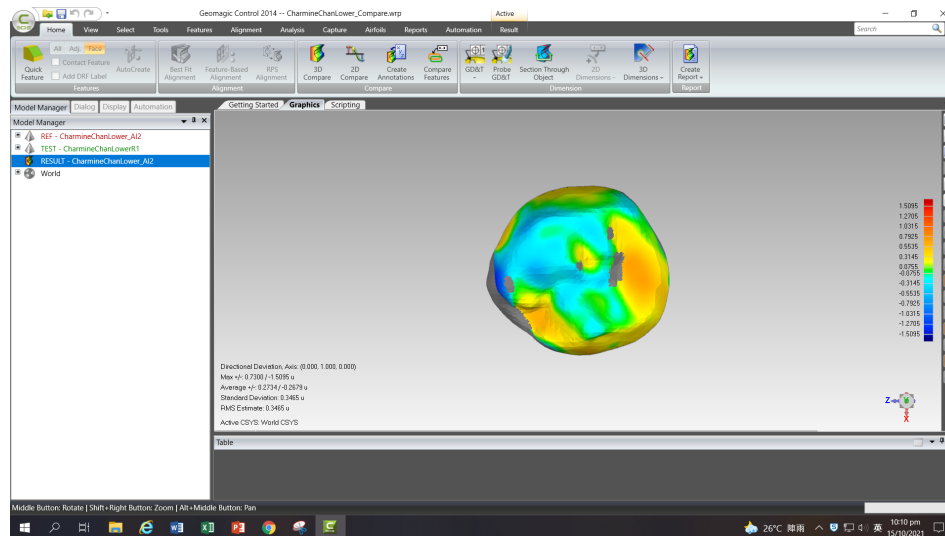 Geomagic Control 2014 -- CharmineChanLower_Compare.wrp
Active
Home View Select Tools Features Alignment Analysis Capture Airfoils Reports Automation Result
Search
All Adj. Face
Contact Feature
Add DRF Label
Quick Feature
AutoCreate
Best Fit Alignment
Feature-Based Alignment
RPS Alignment
3D Compare
2D Compare
Create Annotations
Compare Features
GD&T
Probe GD&T
Section Through Object
2D Dimensions
3D Dimensions
Create Report
Features Alignment Compare Dimension Report
Model Manager Dialog Display Automation
Getting Started Graphics Scripting
Model Manager
REF - CharmineChanLower_AI2
TEST - CharmineChanLowerR1
RESULT - CharmineChanLower_AI2
World
1.5095
1.2705
1.0315
0.7925
0.5535
0.3145
0.0755
-0.0755
-0.3145
-0.5535
-0.7925
-1.0315
-1.2705
-1.5095
Directional Deviation, Axis: (0.000, 1.000, 0.000)
Max +/-: 0.7300 / -1.5095 u
Average +/-: 0.2734 / -0.2679 u
Standard Deviation: 0.3465 u
RMS Estimate: 0.3465 u
Active CSYS: World CSYS
Z
X
Table
Middle Button: Rotate | Shift+Right Button: Zoom | Alt+Middle Button: Pan
26°C 陣雨
英
10:10 pm
15/10/2021